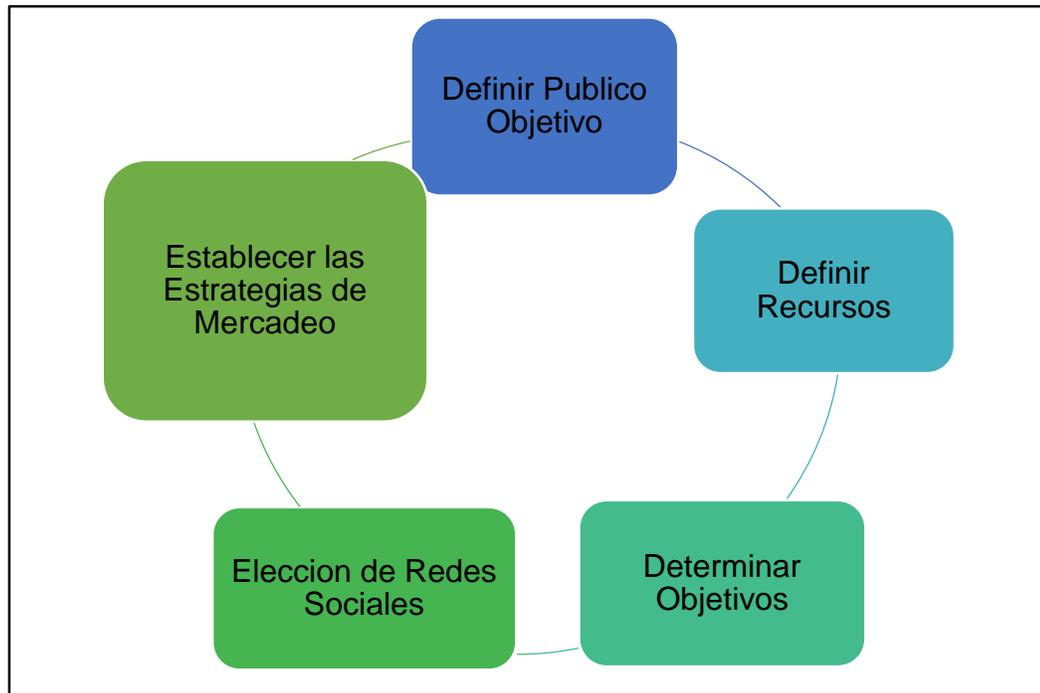 Definir Publico
Objetivo
Definir
Recursos
Determinar
Objetivos
Eleccion de Redes
Sociales
Establecer las
Estrategias de
Mercadeo